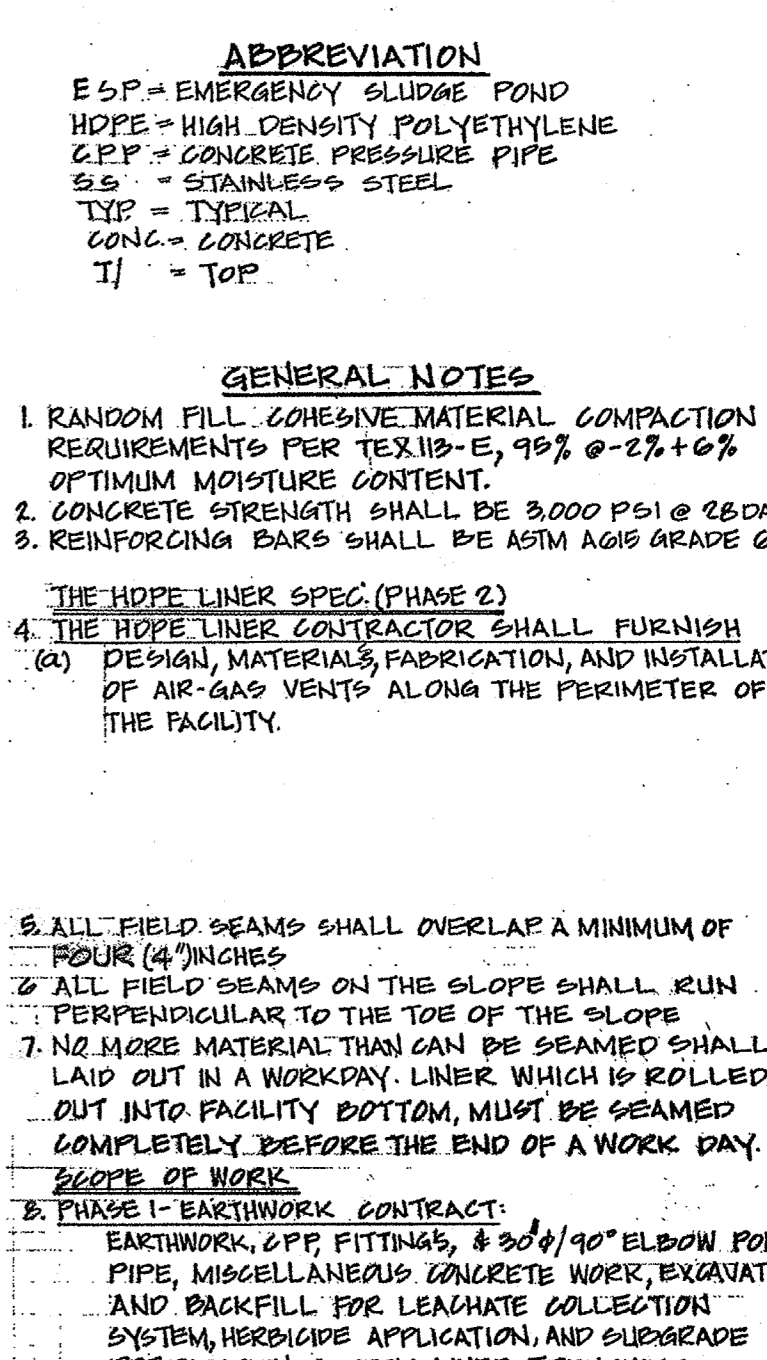 ABBREVIATION
E S.P. = EMERGENCY SLUDGE POND
HDPE = HIGH DENSITY POLYETHYLENE
C.P.P = CONCRETE PRESSURE PIPE
SS = STAINLESS STEEL
TYP. = TYPICAL
CONC. = CONCRETE
T/ = TOP
GENERAL NOTES
1. RANDOM FILL COHESIVE MATERIAL COMPACTION
REQUIREMENTS PER TEX 113-E, 95% @ -2% + 6%
OPTIMUM MOISTURE CONTENT.
2. CONCRETE STRENGTH SHALL BE 3,000 PSI @ 28 DA
3. REINFORCING BARS SHALL BE ASTM A615 GRADE 6
THE HDPE LINER SPEC. (PHASE 2)
4. THE HDPE LINER CONTRACTOR SHALL FURNISH
(a) DESIGN, MATERIALS, FABRICATION, AND INSTALLAT
OF AIR-GAS VENTS ALONG THE PERIMETER OF
THE FACILITY.
5. ALL FIELD SEAMS SHALL OVERLAP A MINIMUM OF
FOUR (4") INCHES
6 ALL FIELD SEAMS ON THE SLOPE SHALL RUN
PERPENDICULAR TO THE TOE OF THE SLOPE
7. NO MORE MATERIAL THAN CAN BE SEAMED SHALL
LAID OUT IN A WORKDAY. LINER WHICH IS ROLLED
OUT INTO FACILITY BOTTOM, MUST BE SEAMED
COMPLETELY BEFORE THE END OF A WORK DAY.
SCOPE OF WORK
8. PHASE 1 - EARTHWORK CONTRACT:
EARTHWORK, CPP, FITTINGS, & 30"φ/90° ELBOW PO
PIPE, MISCELLANEOUS CONCRETE WORK, EXCAVAT
AND BACKFILL FOR LEACHATE COLLECTION
SYSTEM, HERBICIDE APPLICATION, AND SUBGRADE